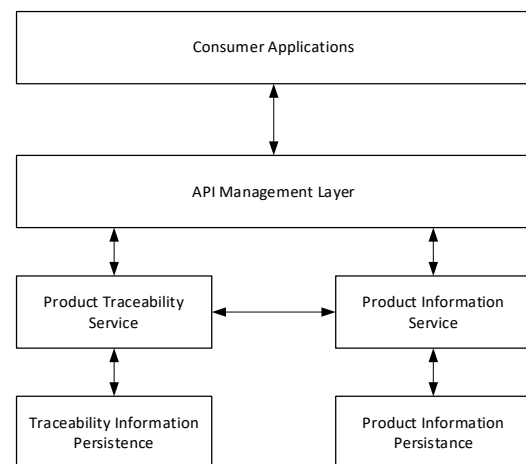 Consumer Applications
API Management Layer
Product Traceability
Service
Product Information
Service
Traceability Information
Persistence
Product Information
Persistance